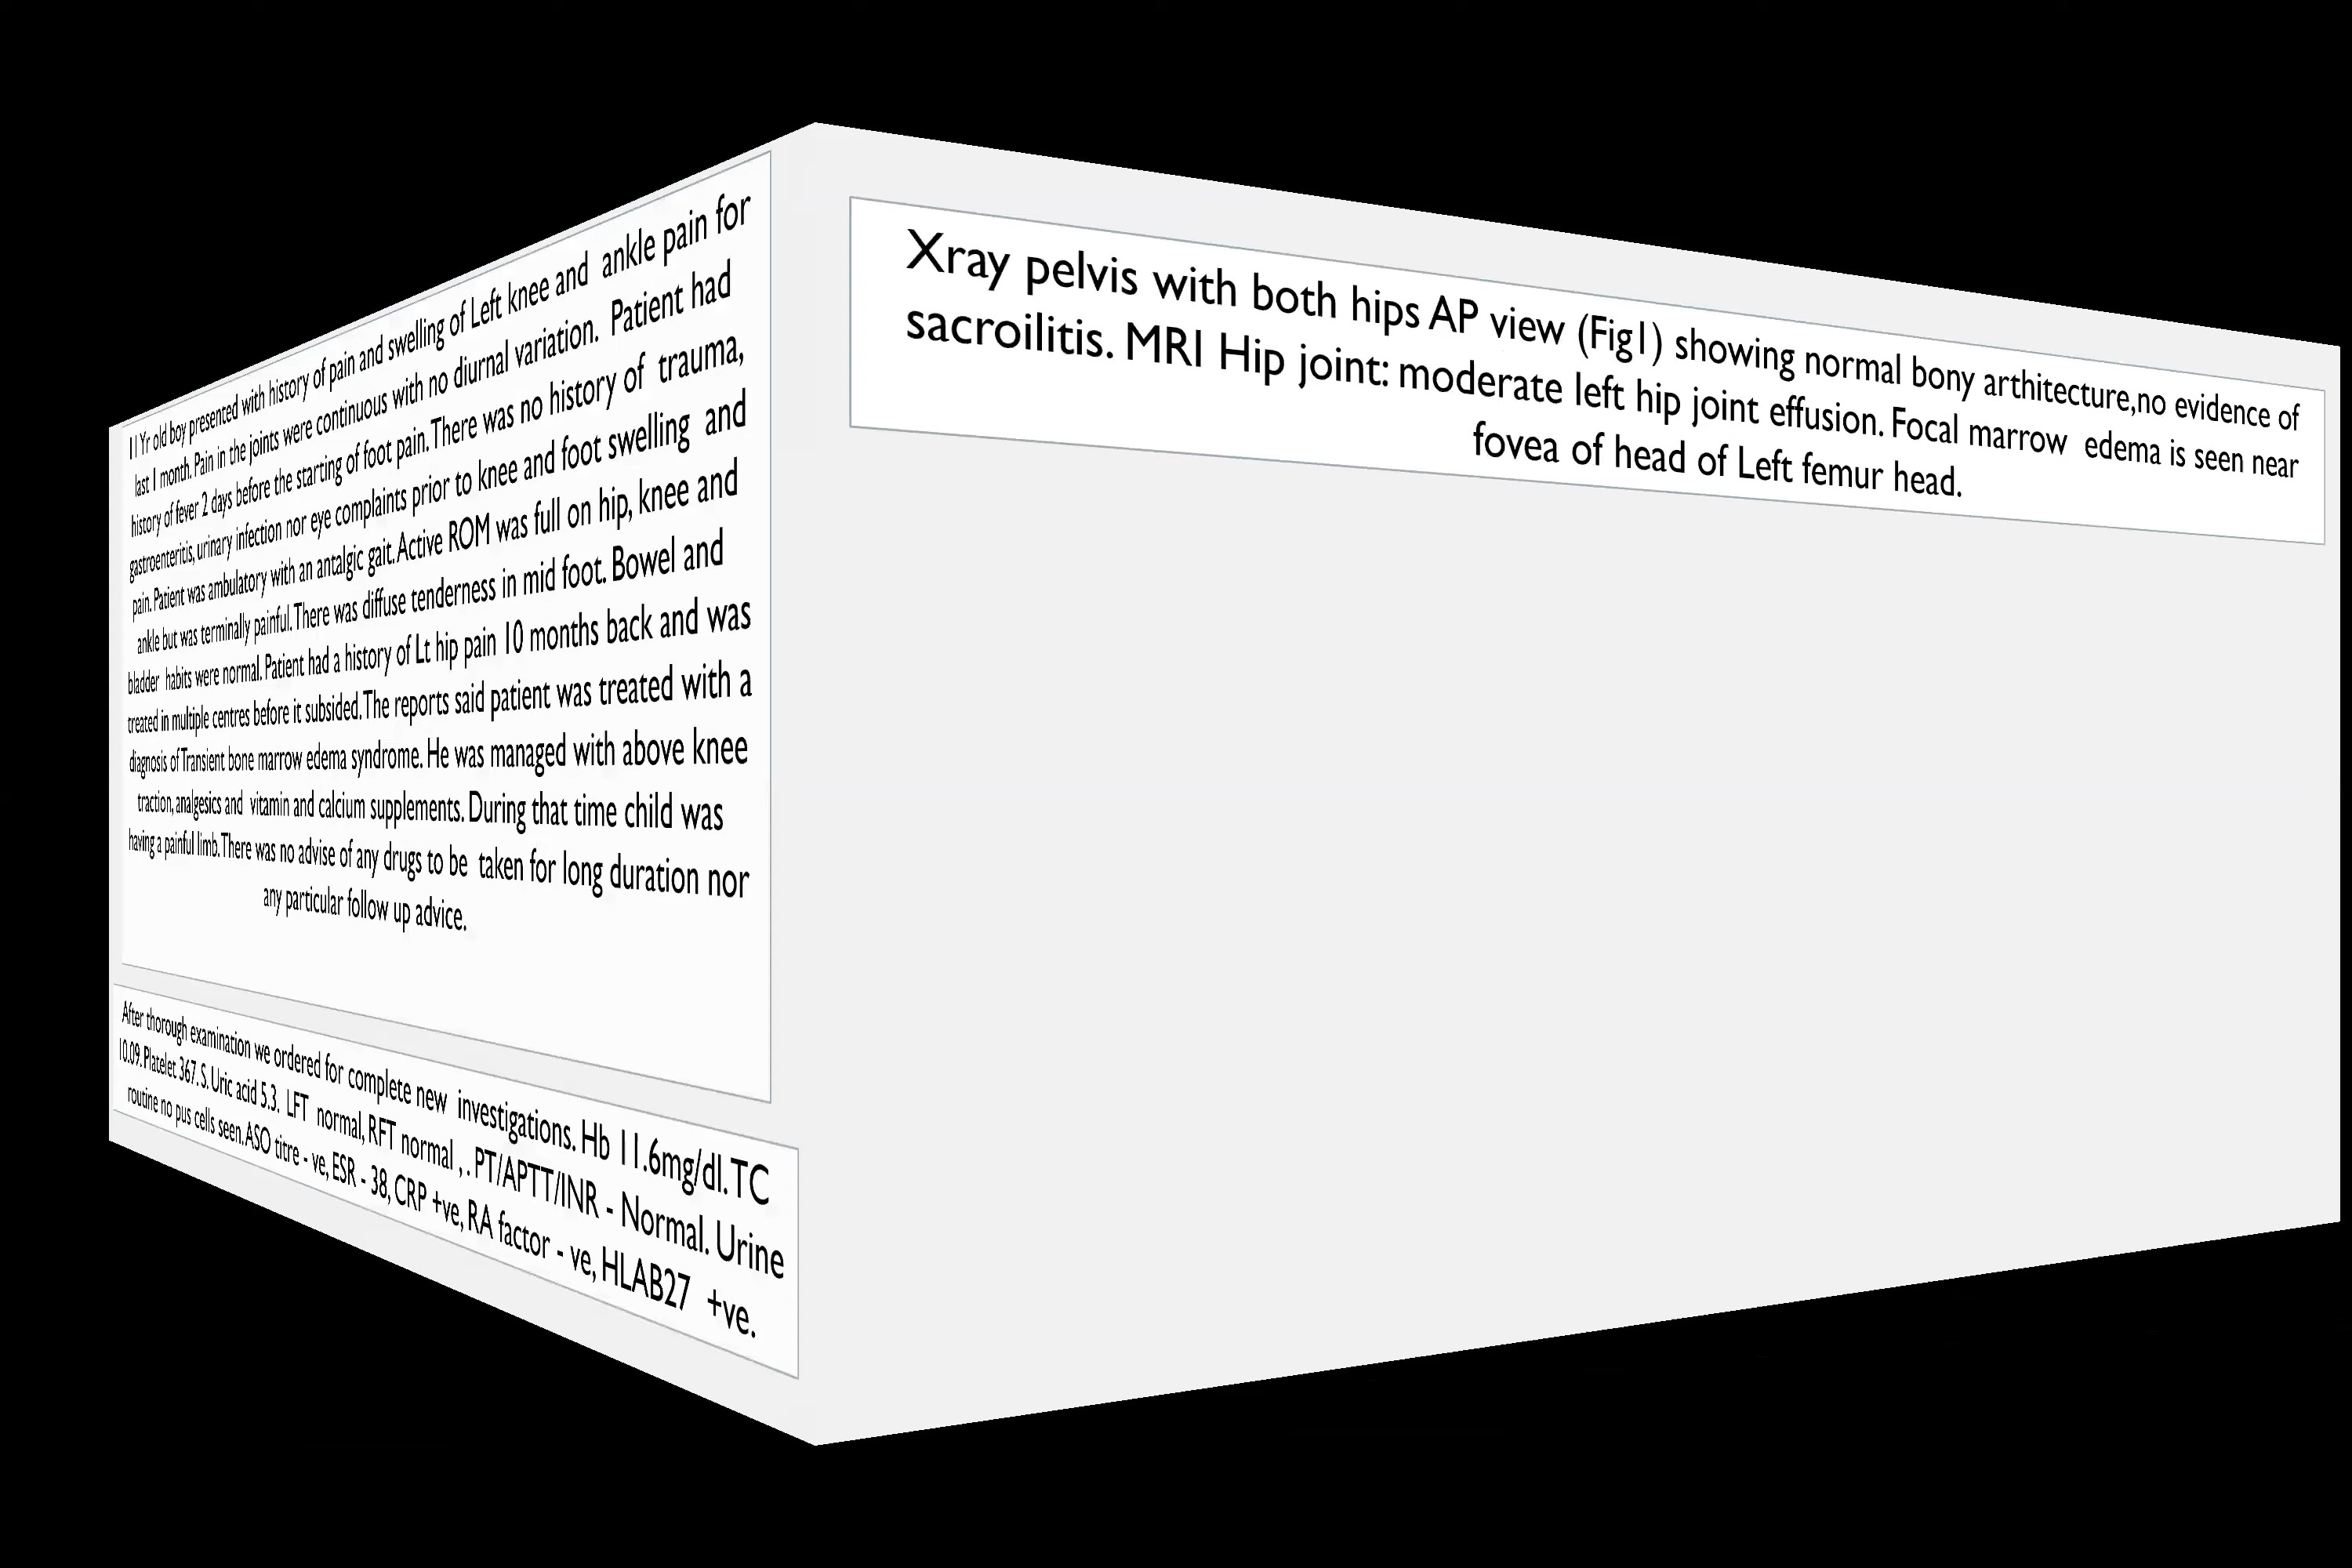 11 Yr old boy presented with history of pain and swelling of Left knee and ankle pain for
last 1 month. Pain in the joints were continuous with no diurnal variation. Patient had
history of fever 2 days before the starting of foot pain. There was no history of trauma,
gastroenteritis, urinary infection nor eye complaints prior to knee and foot swelling and
pain. Patient was ambulatory with an antalgic gait. Active ROM was full on hip, knee and
ankle but was terminally painful. There was diffuse tenderness in mid foot. Bowel and
bladder habits were normal. Patient had a history of Lt hip pain 10 months back and was
treated in multiple centres before it subsided. The reports said patient was treated with a
diagnosis of Transient bone marrow edema syndrome. He was managed with above knee
traction, analgesics and vitamin and calcium supplements. During that time child was
having a painful limb. There was no advise of any drugs to be taken for long duration nor
any particular follow up advice.
After thorough examination we ordered for complete new investigations. Hb 11.6mg/dl. TC
10.09. Platelet 367. S. Uric acid 5.3. LFT normal, RFT normal , . PT/APTT/INR - Normal. Urine
routine no pus cells seen. ASO titre - ve, ESR - 38, CRP +ve, RA factor - ve, HLAB27 +ve.
Xray pelvis with both hips AP view (Fig1) showing normal bony arthitecture,no evidence of
sacroilitis. MRI Hip joint: moderate left hip joint effusion. Focal marrow edema is seen near
fovea of head of Left femur head.